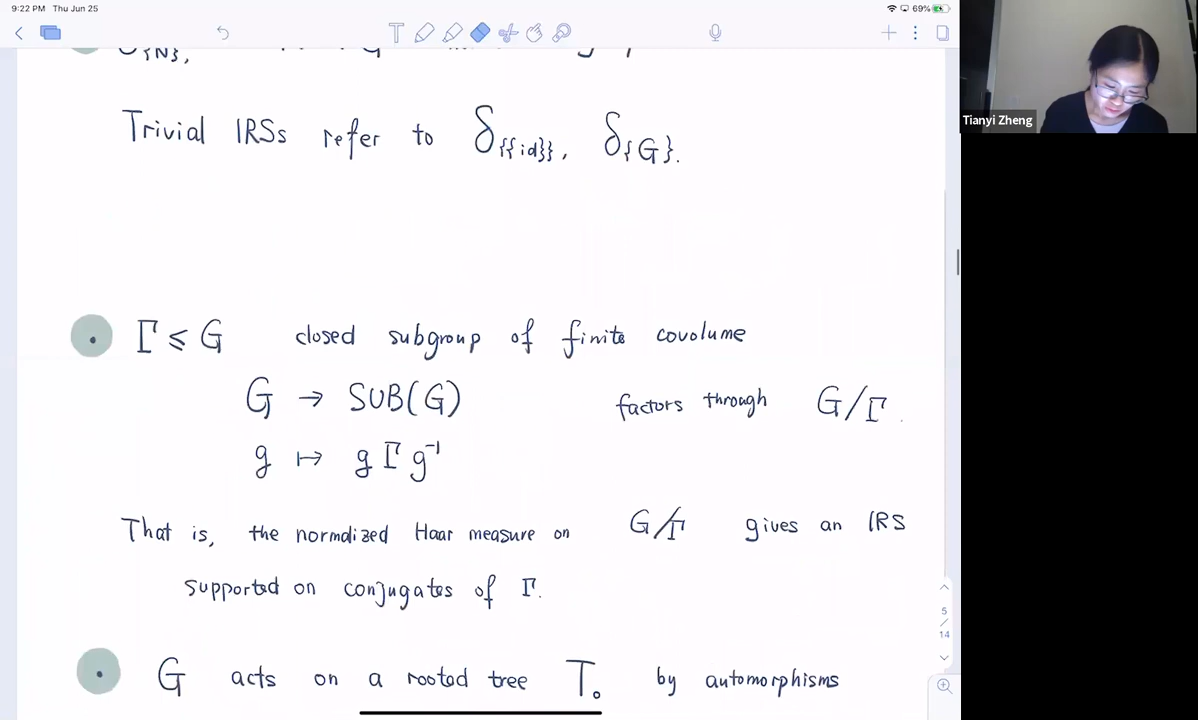 9:22 PM Thu Jun 25
69%
Trivial IRSs refer to δ_{{id}}, δ_{G}.
Γ ≤ G closed subgroup of finite covolume
G → SUB(G) factors through G/Γ.
g ↦ gΓg⁻¹
That is, the normalized Haar measure on G/Γ gives an IRS
supported on conjugates of Γ.
G acts on a rooted tree T₀ by automorphisms
5
/
14
Tianyi Zheng